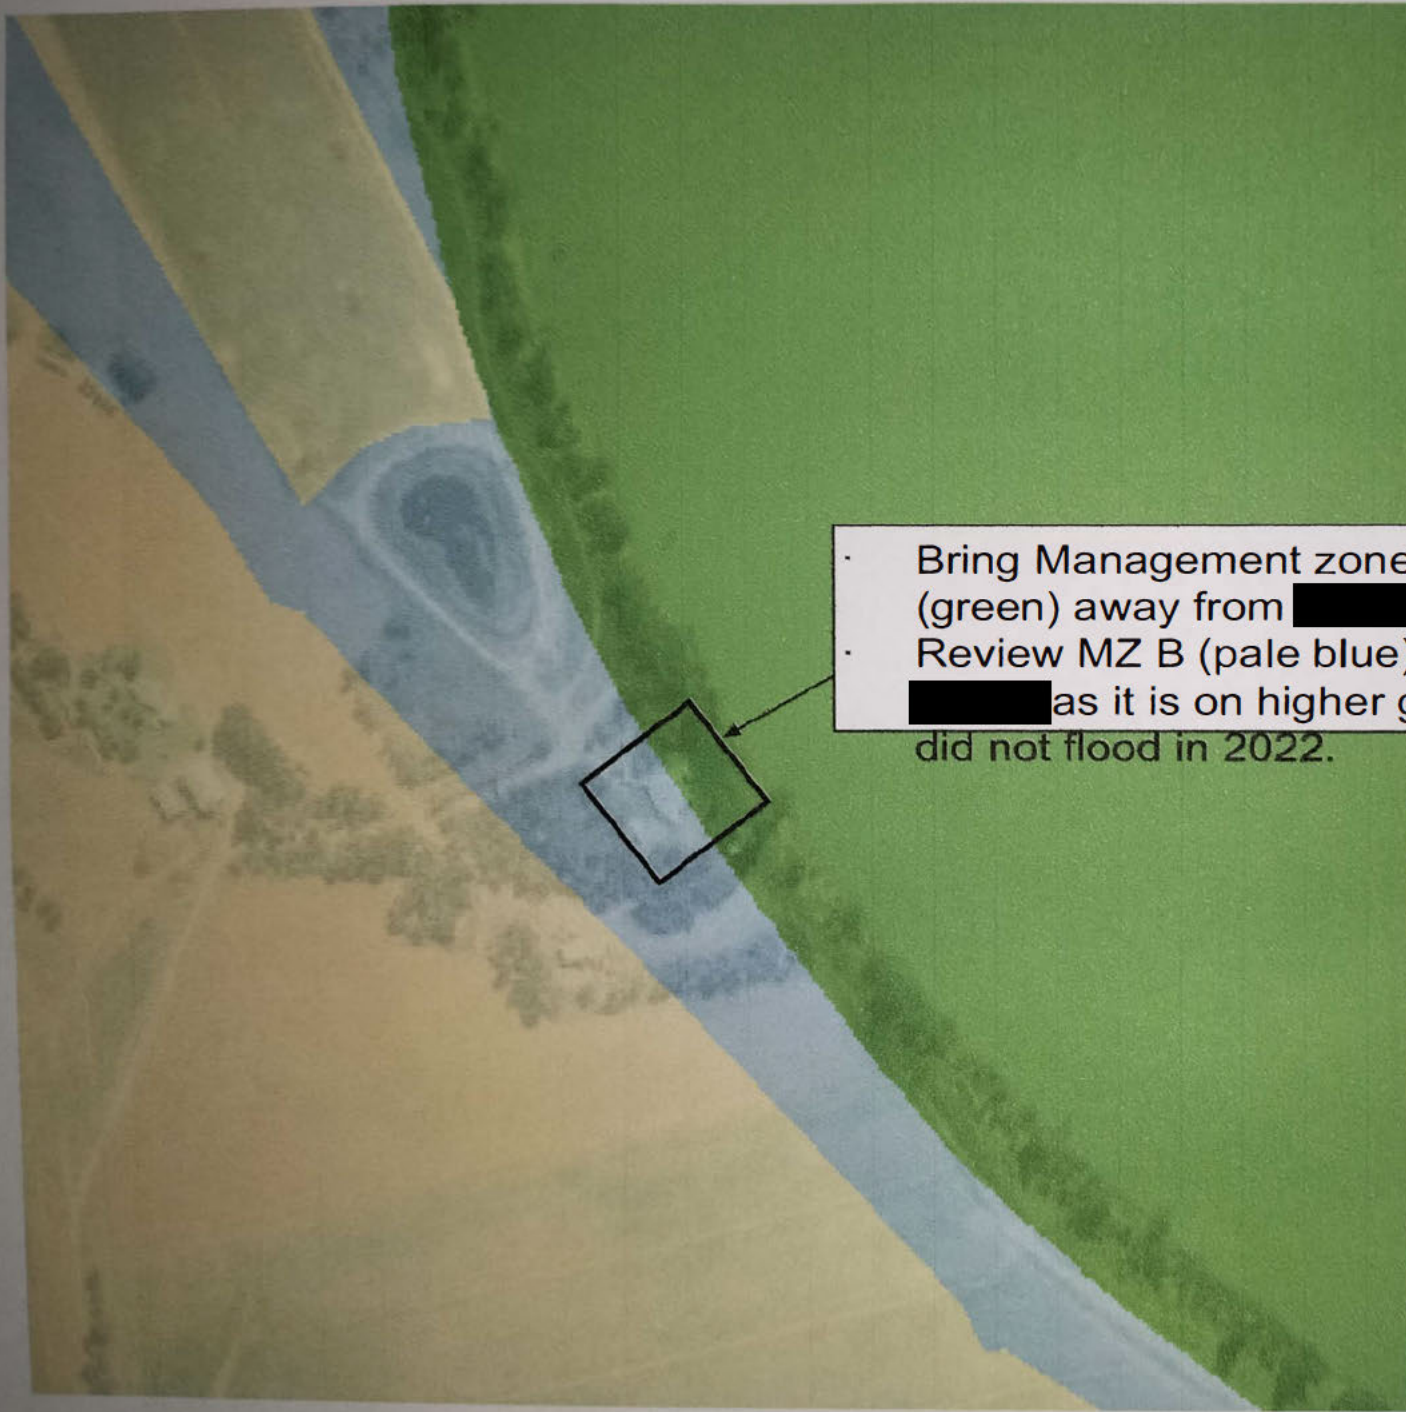 · Bring Management zone
(green) away from
· Review MZ B (pale blue)
as it is on higher
did not flood in 2022.